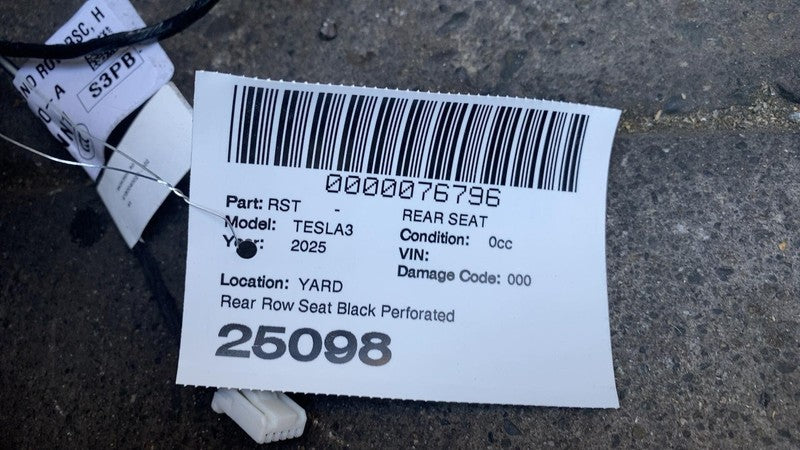 S3PB
0000076796
Part: RST - REAR SEAT
Model: TESLA3 Condition: 0cc
Year: 2025 VIN:
Damage Code: 000
Location: YARD
Rear Row Seat Black Perforated
25098